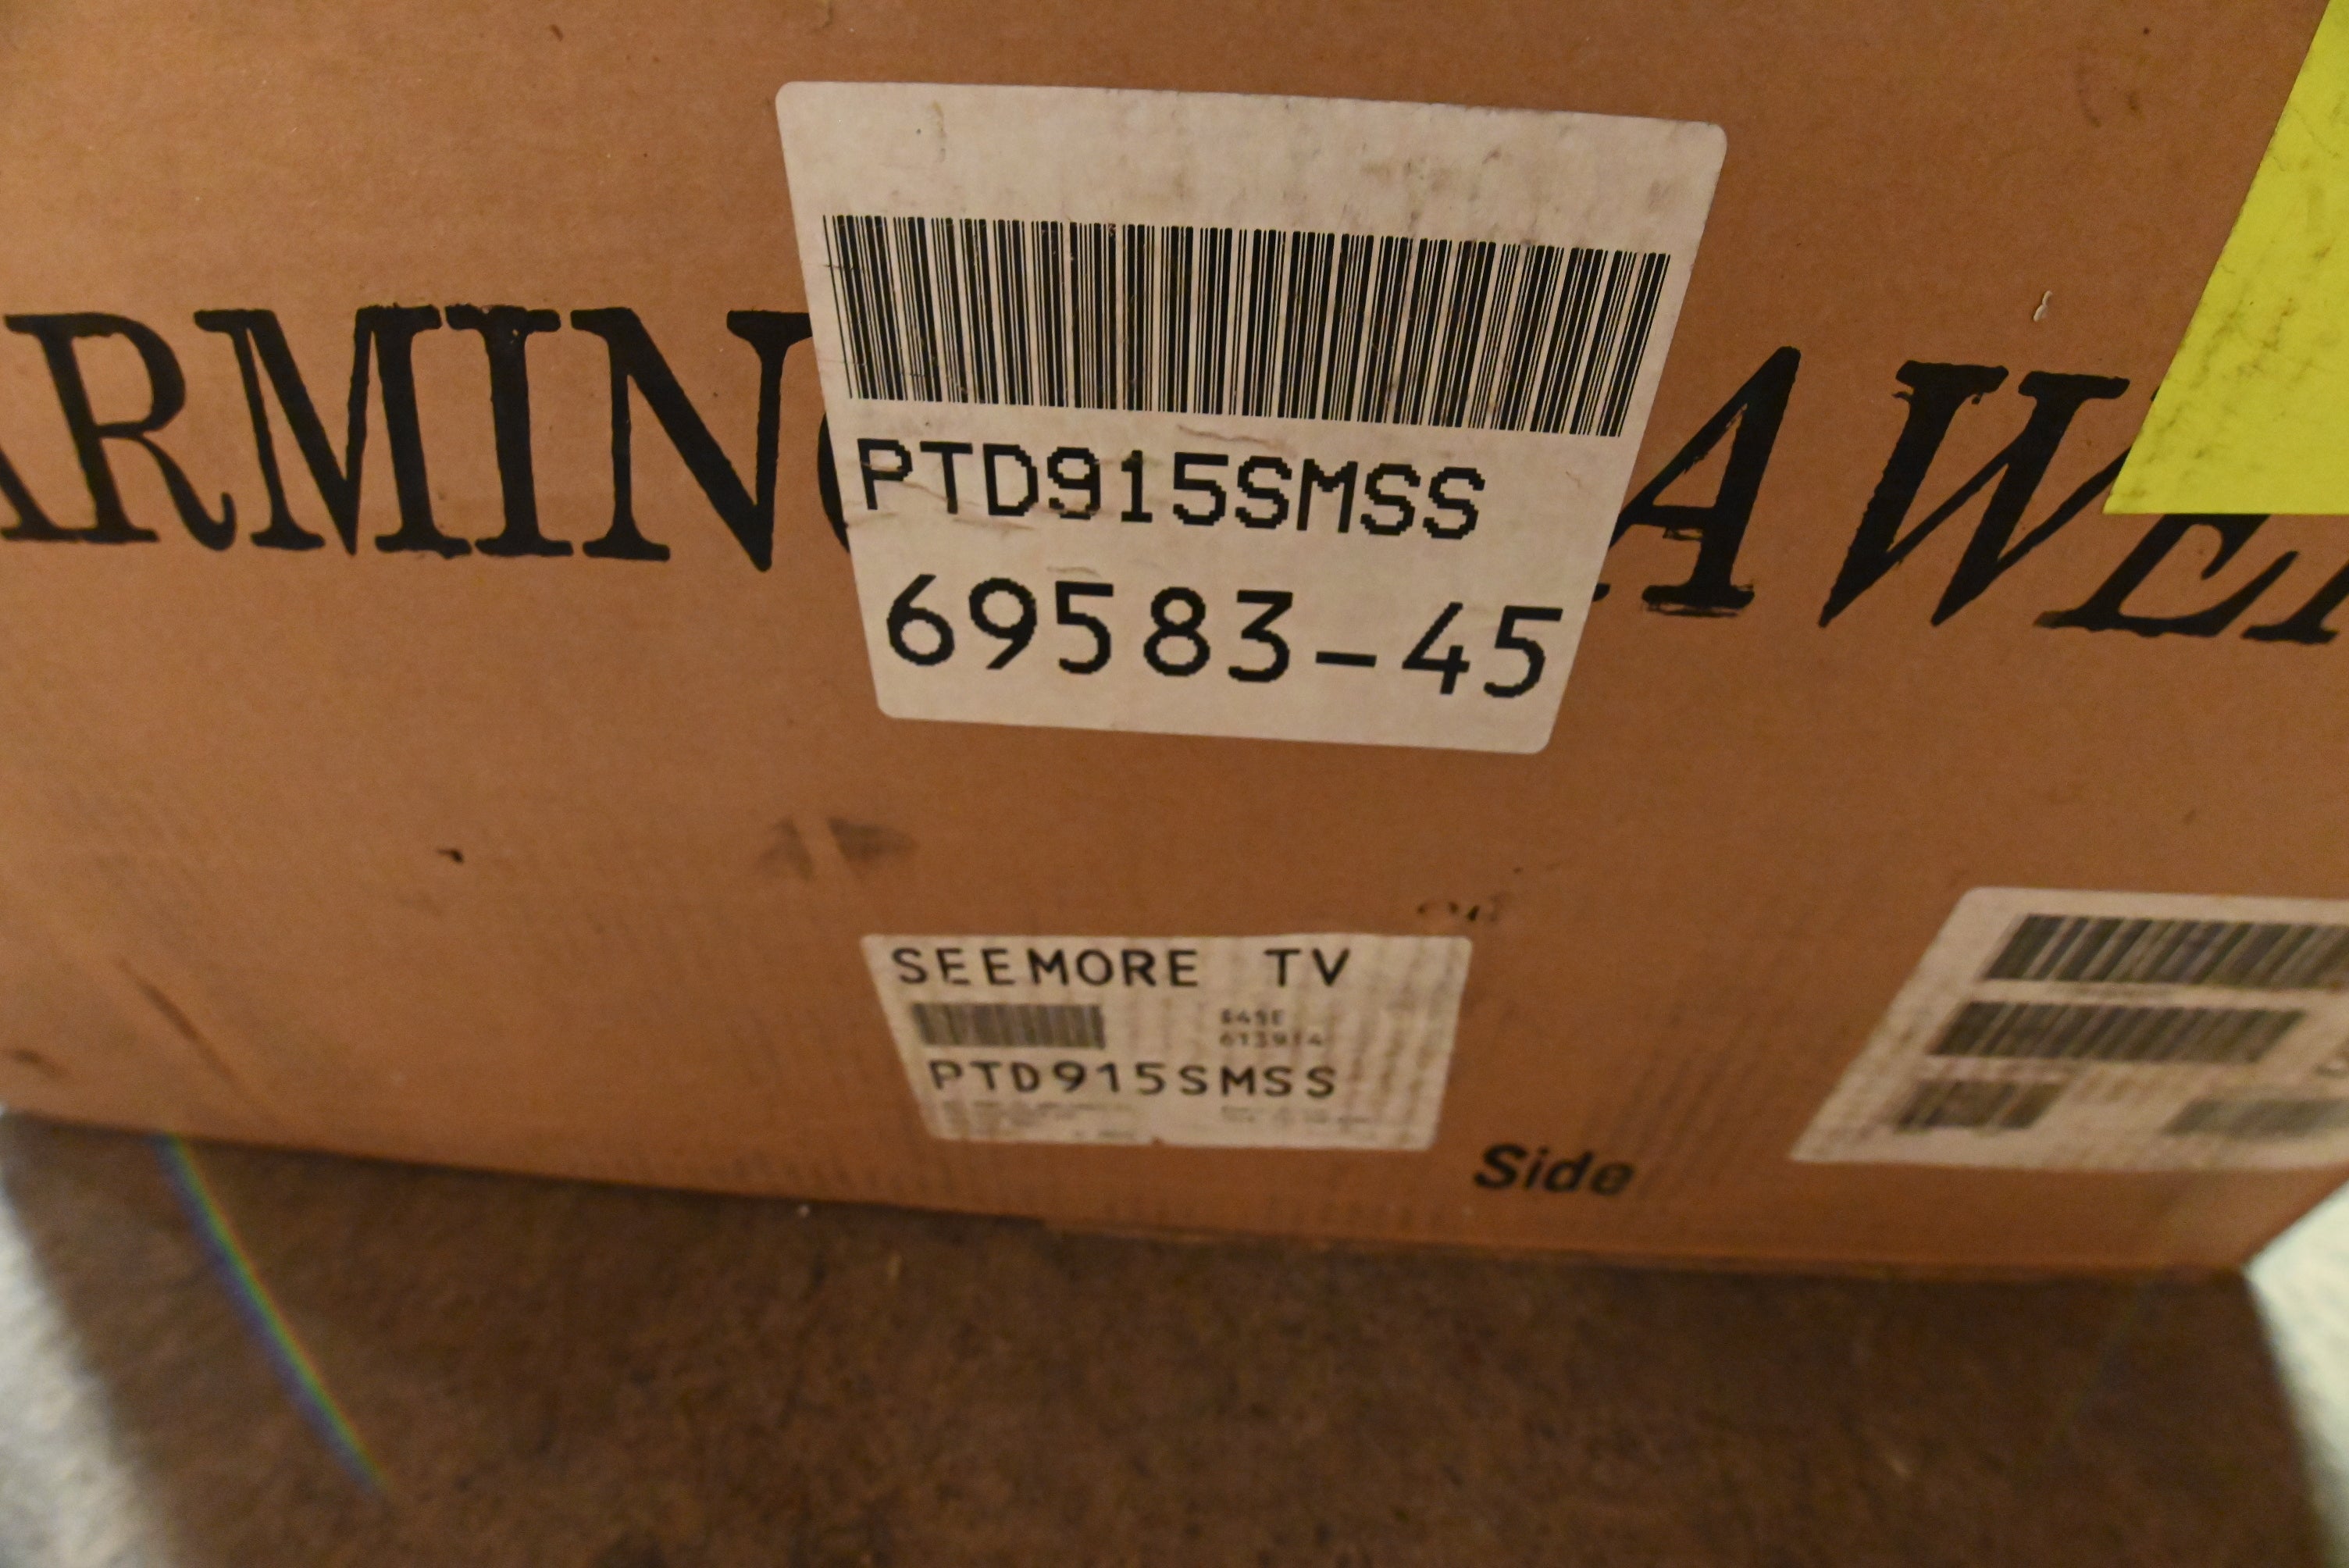 ARMIN AWE
PTD915SMSS
69583-45
SEEMORE TV
PTD915SMSS
Side